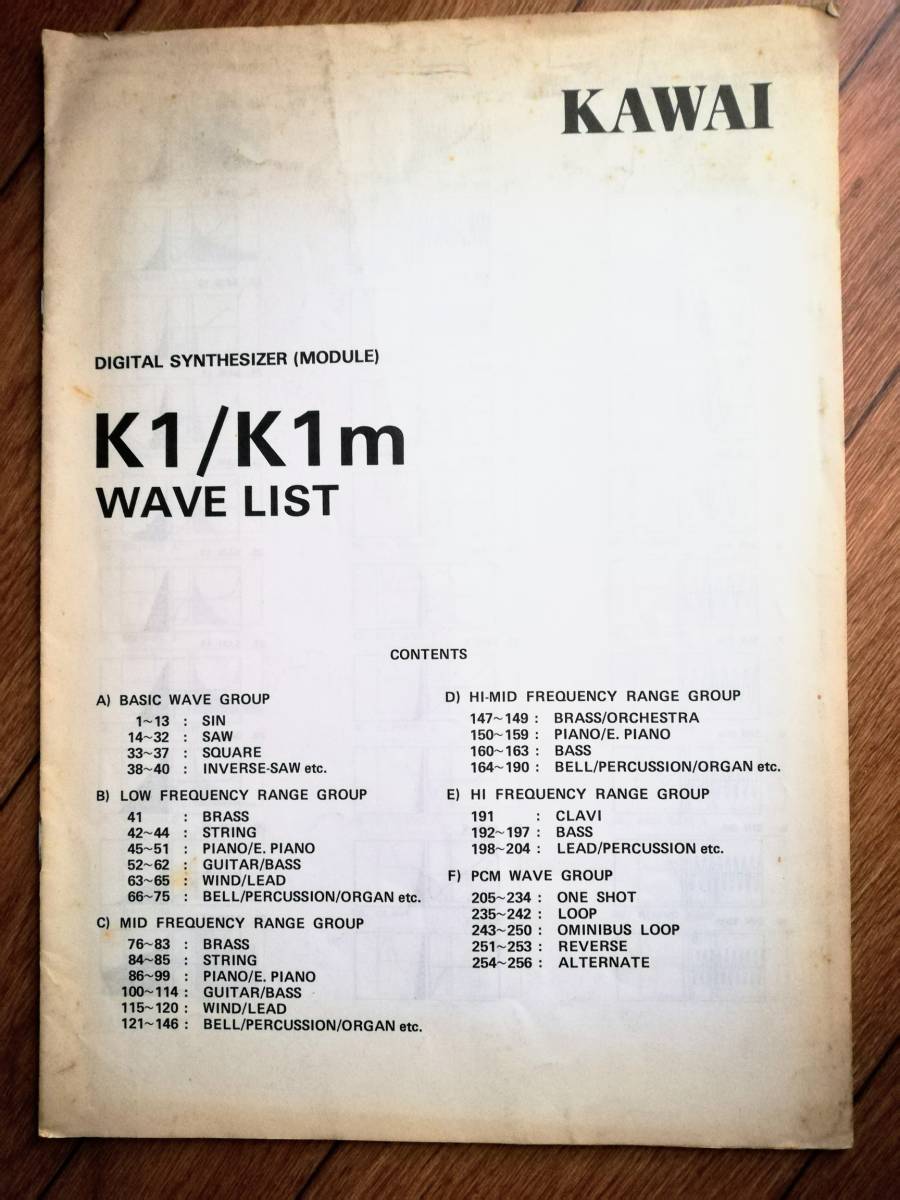 KAWAI
DIGITAL SYNTHESIZER (MODULE)
K1/K1m
WAVE LIST
CONTENTS
A) BASIC WAVE GROUP
1~13 : SIN
14~32 : SAW
33~37 : SQUARE
38~40 : INVERSE-SAW etc.
B) LOW FREQUENCY RANGE GROUP
41 : BRASS
42~44 : STRING
45~51 : PIANO/E. PIANO
52~62 : GUITAR/BASS
63~65 : WIND/LEAD
66~75 : BELL/PERCUSSION/ORGAN etc.
C) MID FREQUENCY RANGE GROUP
76~83 : BRASS
84~85 : STRING
86~99 : PIANO/E. PIANO
100~114 : GUITAR/BASS
115~120 : WIND/LEAD
121~146 : BELL/PERCUSSION/ORGAN etc.
D) HI-MID FREQUENCY RANGE GROUP
147~149 : BRASS/ORCHESTRA
150~159 : PIANO/E. PIANO
160~163 : BASS
164~190 : BELL/PERCUSSION/ORGAN etc.
E) HI FREQUENCY RANGE GROUP
191 : CLAVI
192~197 : BASS
198~204 : LEAD/PERCUSSION etc.
F) PCM WAVE GROUP
205~234 : ONE SHOT
235~242 : LOOP
243~250 : OMINIBUS LOOP
251~253 : REVERSE
254~256 : ALTERNATE